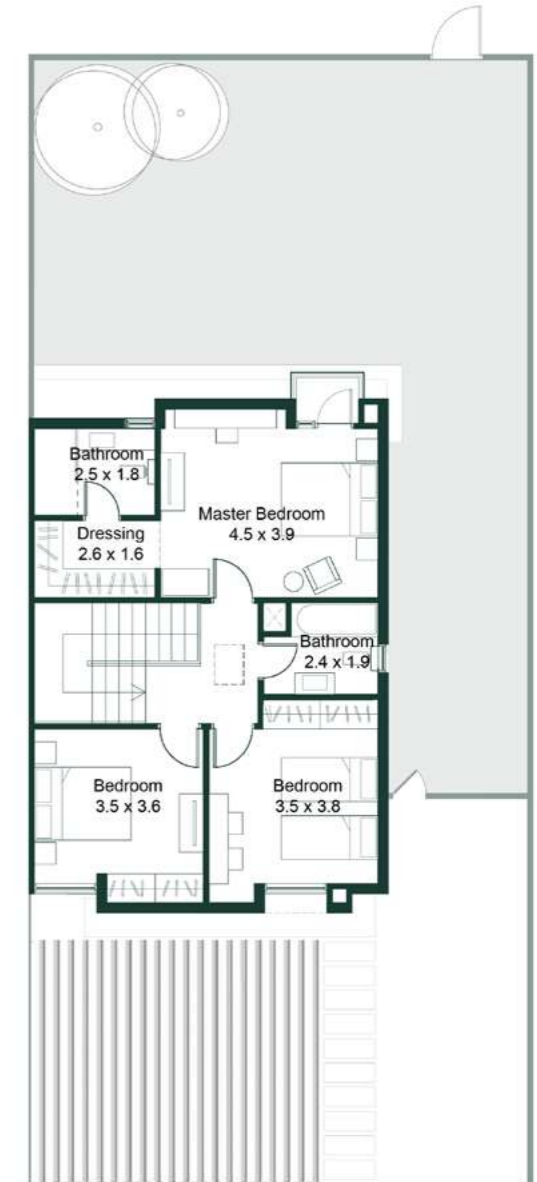 Bathroom
2.5 x 1.8
Master Bedroom
4.5 x 3.9
Dressing
2.6 x 1.6
Bathroom
2.4 x 1.9
Bedroom
3.5 x 3.6
Bedroom
3.5 x 3.8